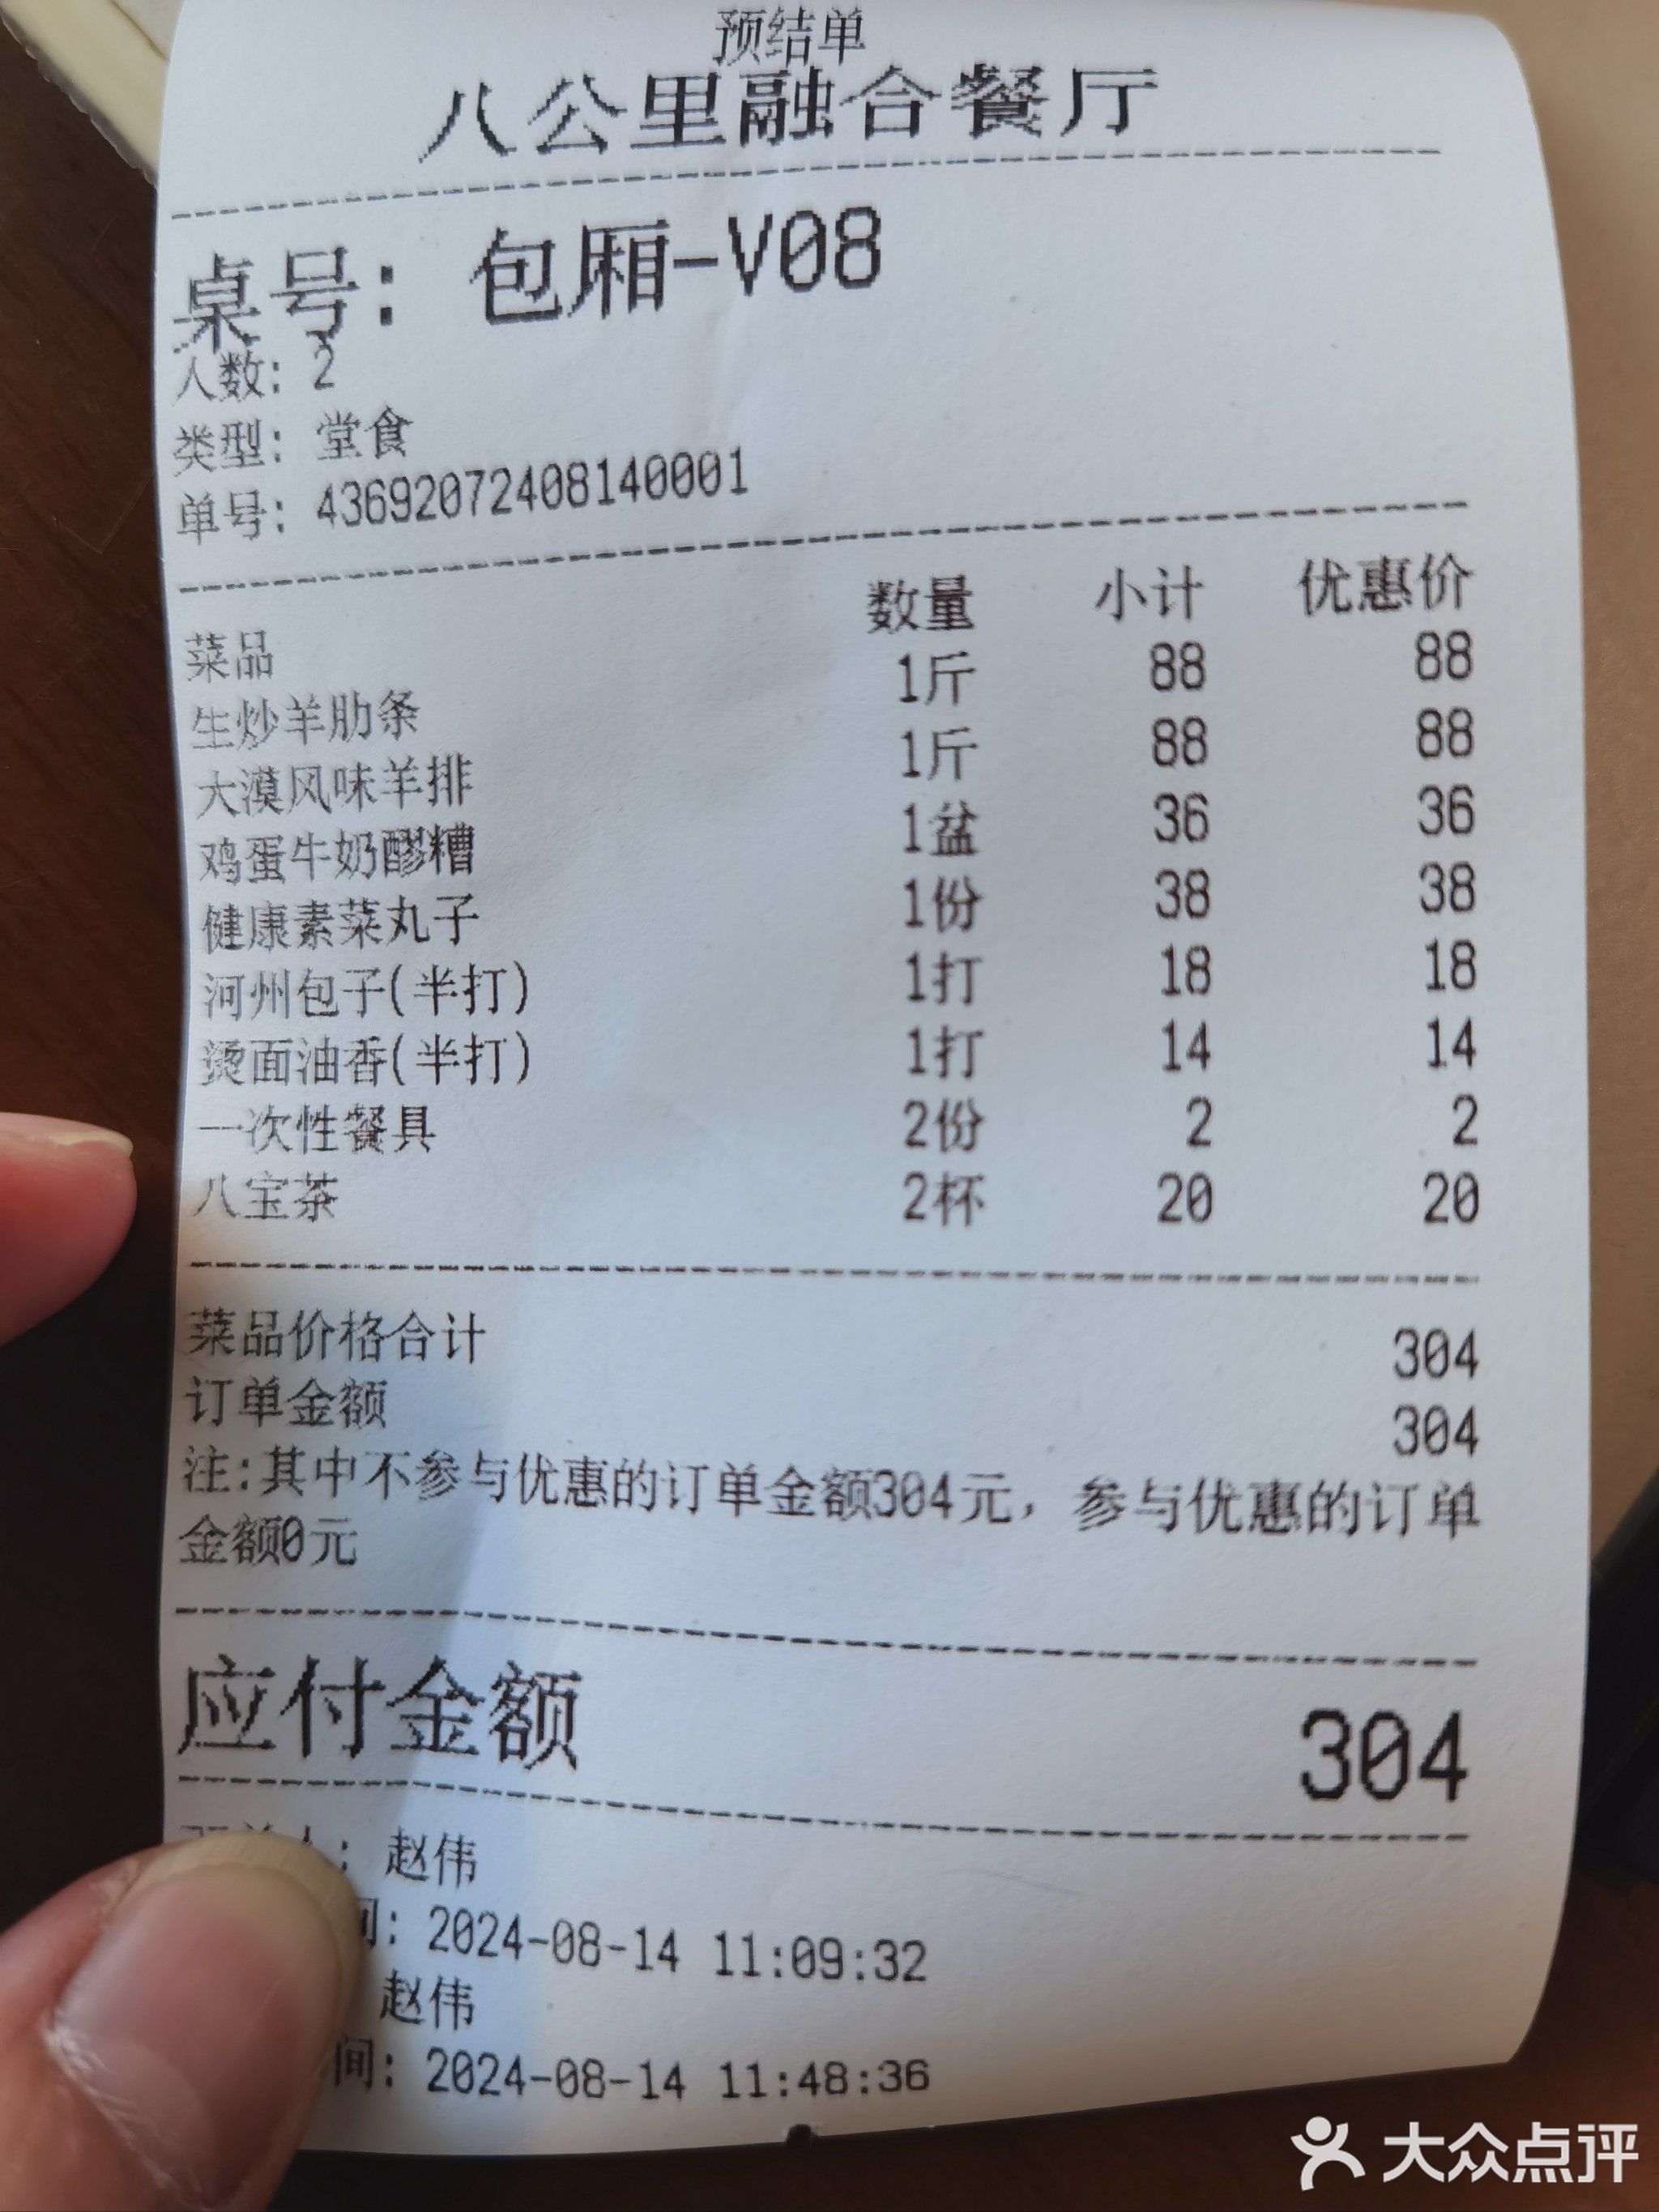 预结单
八公里融合餐厅
桌号: 包厢-V08
人数: 2
类型: 堂食
单号: 43692072408140001
菜品 数量 小计 优惠价
生炒羊肋条 1斤 88 88
大漠风味羊排 1斤 88 88
鸡蛋牛奶醪糟 1盆 36 36
健康素菜丸子 1份 38 38
河州包子(半打) 1打 18 18
烫面油香(半打) 1打 14 14
一次性餐具 2份 2 2
八宝茶 2杯 20 20
菜品价格合计 304
订单金额 304
注:其中不参与优惠的订单金额304元, 参与优惠的订单
金额0元
应付金额 304
: 赵伟
间: 2024-08-14 11:09:32
赵伟
间: 2024-08-14 11:48:36
大众点评